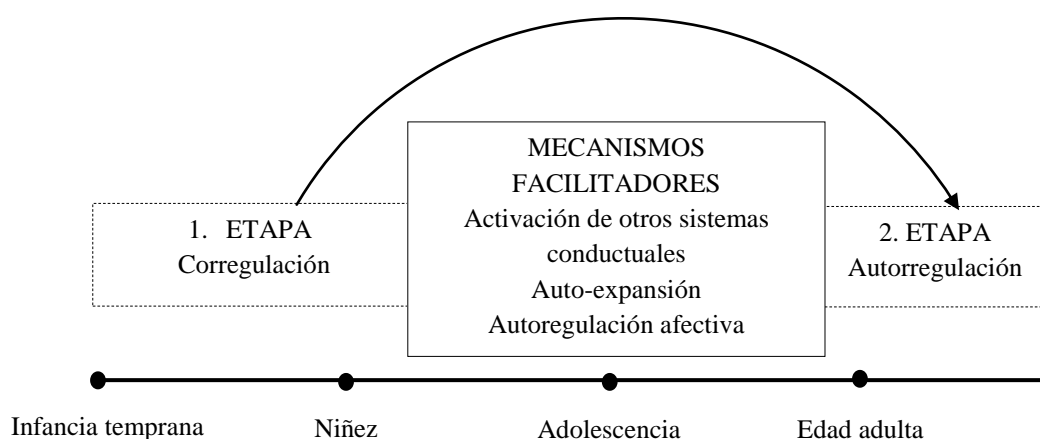 MECANISMOS
FACILITADORES
Activación de otros sistemas
conductuales
Auto-expansión
Autoregulación afectiva
1. ETAPA
Corregulación
2. ETAPA
Autorregulación
Infancia temprana
Niñez
Adolescencia
Edad adulta